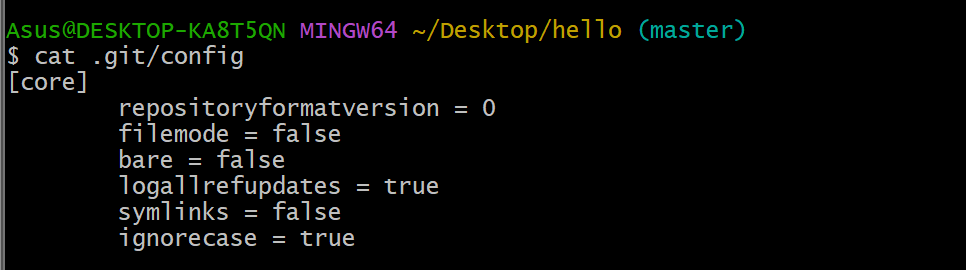 Asus@DESKTOP-KA8T5QN MINGW64 ~/Desktop/hello (master)
$ cat .git/config
[core]
        repositoryformatversion = 0
        filemode = false
        bare = false
        logallrefupdates = true
        symlinks = false
        ignorecase = true